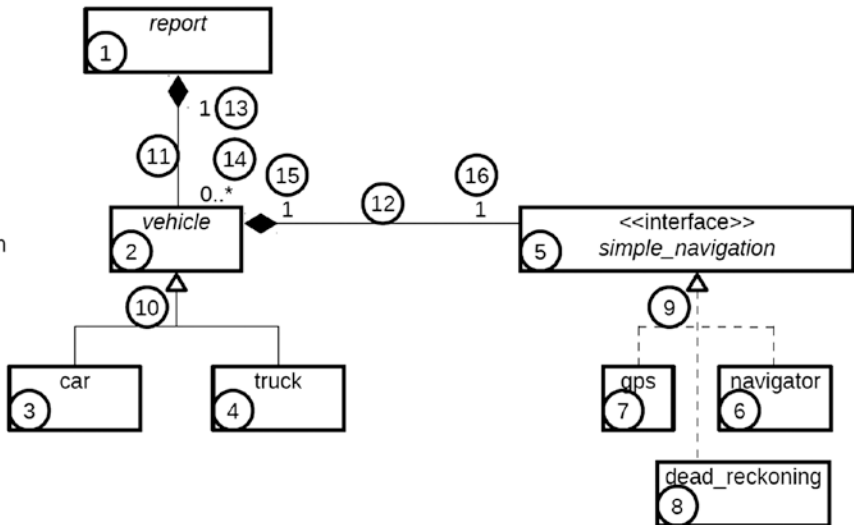 report
1
1 13
11
14
15
16
0..*
1
12
1
vehicle
2
<<interface>>
simple_navigation
5
n
10
9
car
3
truck
4
gps
7
navigator
6
dead_reckoning
8